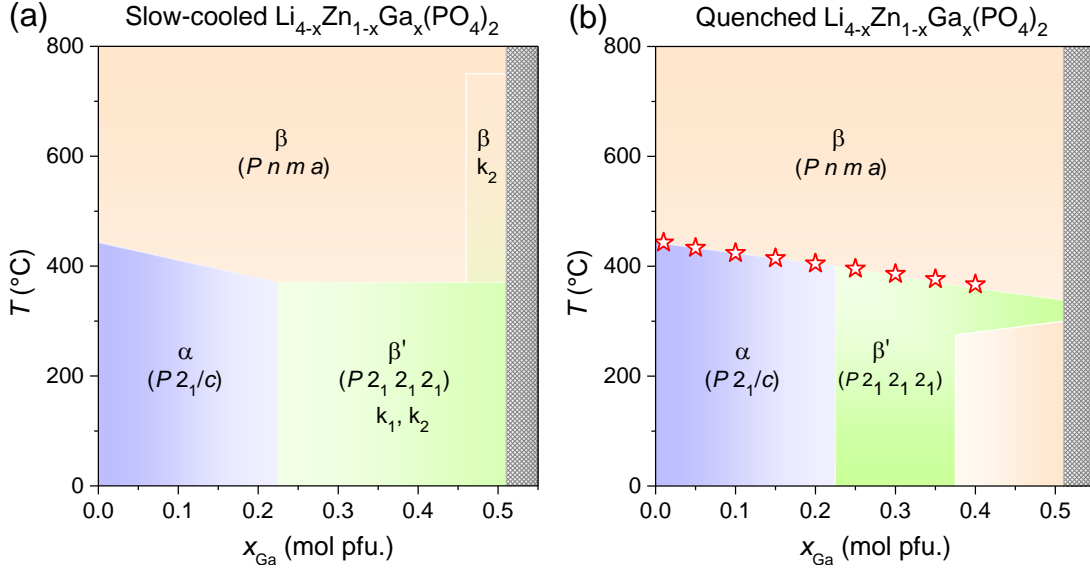 (a)
Slow-cooled Li₄₋ₓZn₁₋ₓGaₓ(PO₄)₂
800
600
400
200
0
T (°C)
β
(P n m a)
β
k₂
α
(P 2₁/c)
β'
(P 2₁ 2₁ 2₁)
k₁, k₂
0.0
0.1
0.2
0.3
0.4
0.5
x_Ga (mol pfu.)
(b)
Quenched Li₄₋ₓZn₁₋ₓGaₓ(PO₄)₂
800
600
400
200
0
T (°C)
β
(P n m a)
α
(P 2₁/c)
β'
(P 2₁ 2₁ 2₁)
0.0
0.1
0.2
0.3
0.4
0.5
x_Ga (mol pfu.)